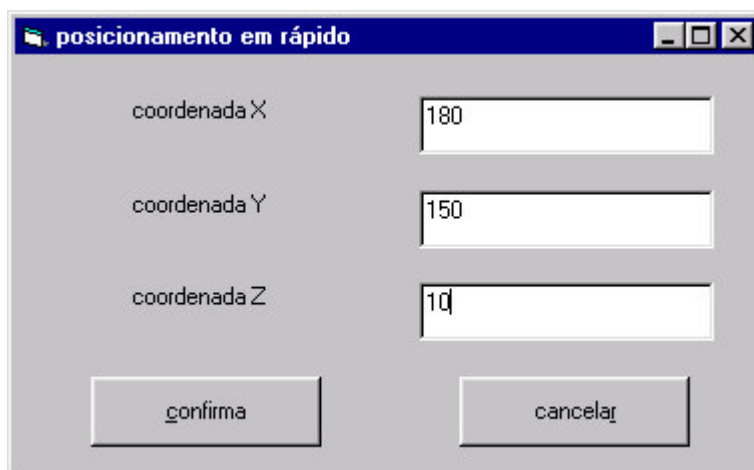 posicionamento em rápido
coordenada X
180
coordenada Y
150
coordenada Z
10
confirma
cancelar